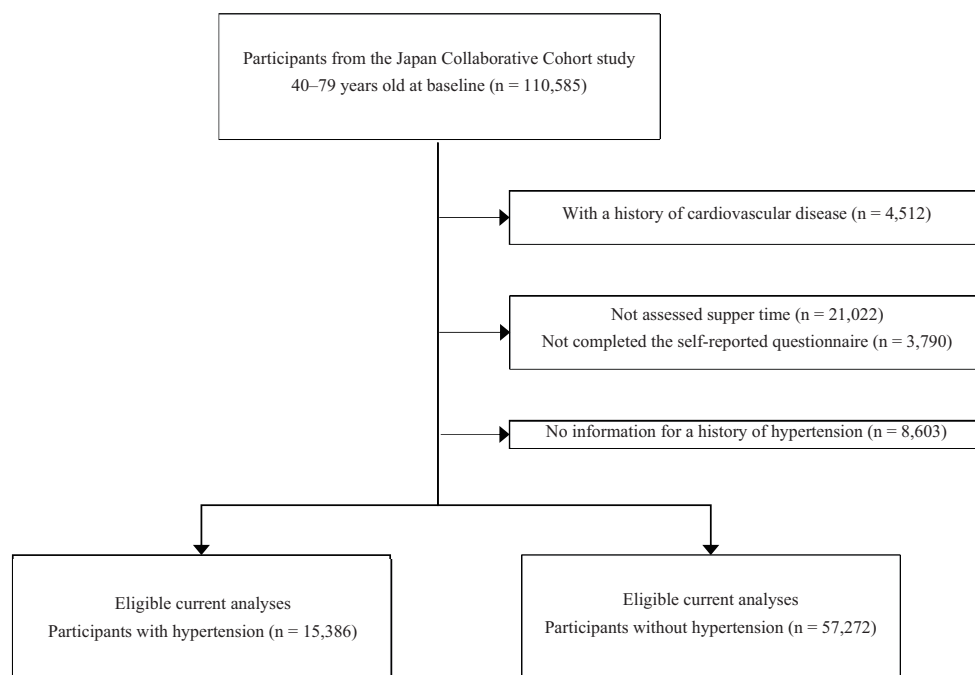 Participants from the Japan Collaborative Cohort study
40–79 years old at baseline (n = 110,585)
With a history of cardiovascular disease (n = 4,512)
Not assessed supper time (n = 21,022)
Not completed the self-reported questionnaire (n = 3,790)
No information for a history of hypertension (n = 8,603)
Eligible current analyses
Participants with hypertension (n = 15,386)
Eligible current analyses
Participants without hypertension (n = 57,272)